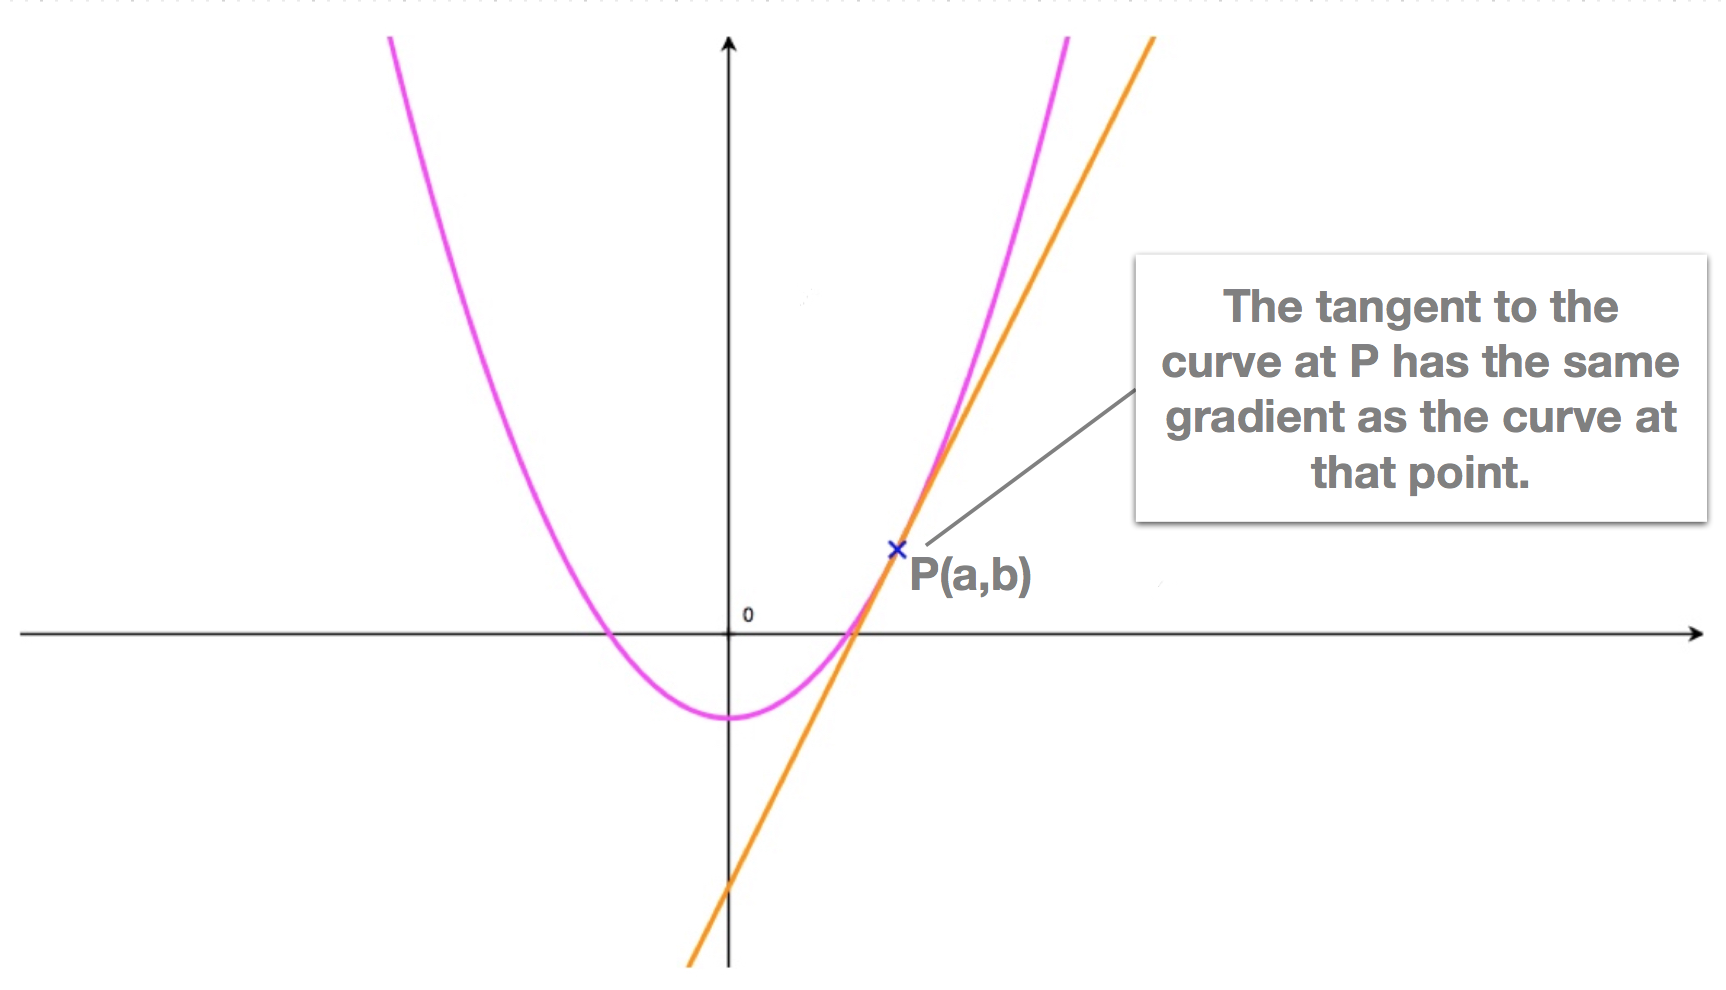 The tangent to the
curve at P has the same
gradient as the curve at
that point.
P(a,b)
0